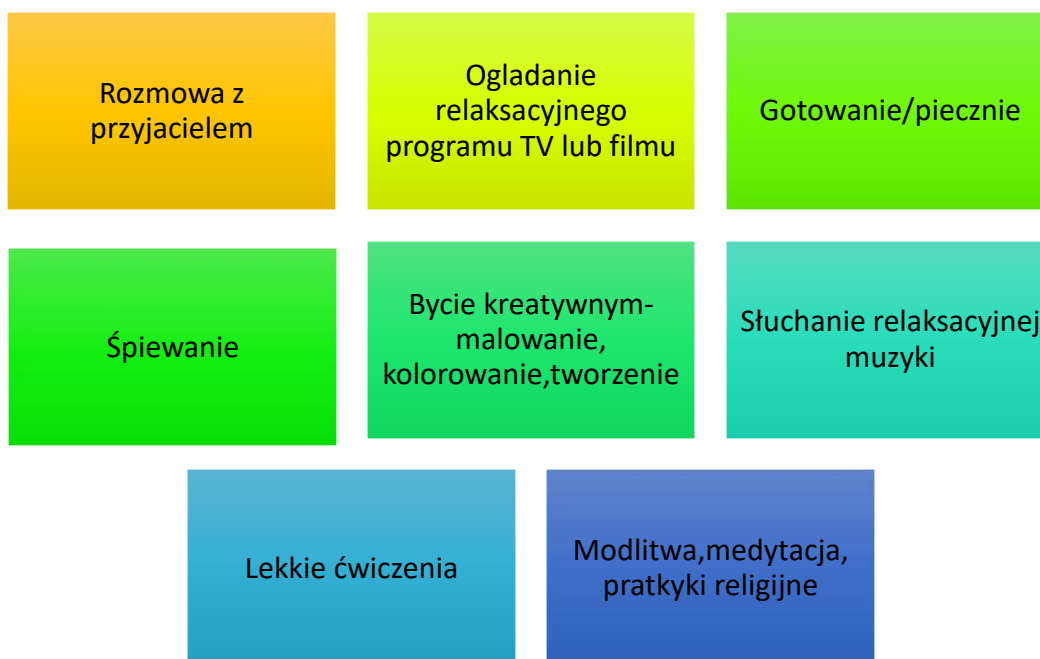 Rozmowa z
przyjacielem
Ogladanie
relaksacyjnego
programu TV lub filmu
Gotowanie/piecznie
Śpiewanie
Bycie kreatywnym-
malowanie,
kolorowanie,tworzenie
Słuchanie relaksacyjnej
muzyki
Lekkie ćwiczenia
Modlitwa,medytacja,
pratkyki religijne